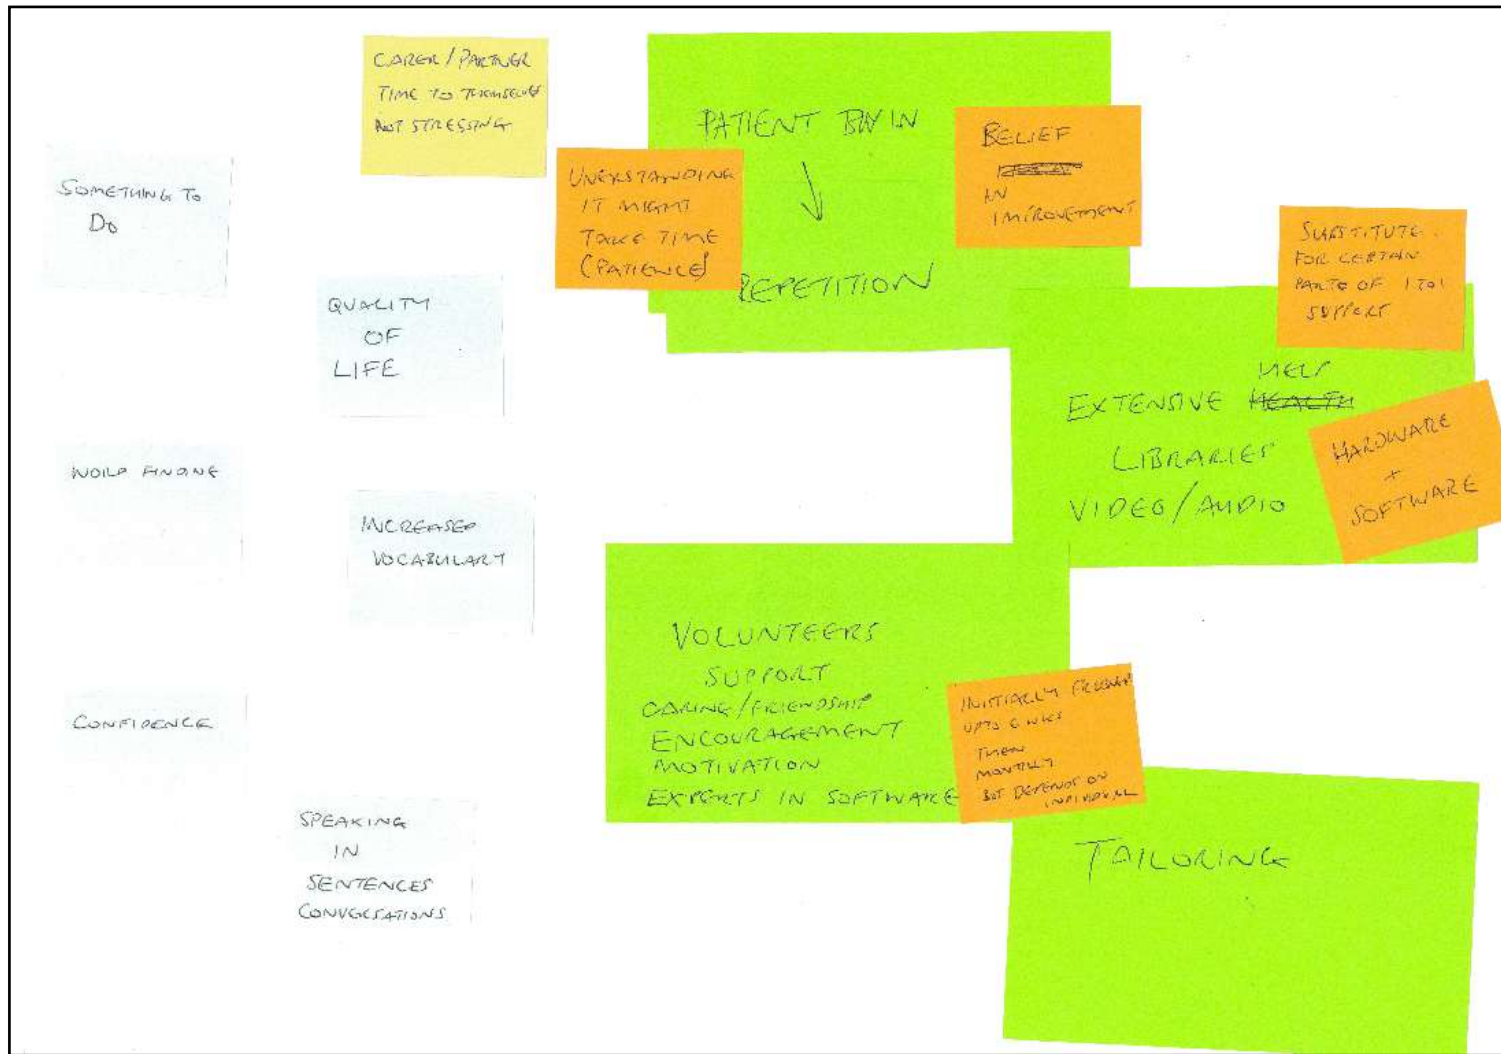 CARER/PARTNER
TIME TO THEMSELVES
NOT STRESSING
SOMETHING TO
DO
QUALITY
OF
LIFE
WORD FINDING
INCREASED
VOCABULARY
CONFIDENCE
SPEAKING
IN
SENTENCES
CONVERSATIONS
PATIENT BUY IN
REPETITION
UNERSTANDING
IT MIGHT
TAKE TIME
(PATIENCE)
BELIEF
IN
IMPROVEMENT
SUBSTITUTE
FOR CERTAIN
PARTS OF 1 TO 1
SUPPORT
HELP
EXTENSIVE HEALTH
LIBRARIES
VIDEO/AUDIO
HARDWARE
+
SOFTWARE
VOLUNTEERS
SUPPORT
CARING/FRIENDSHIP
ENCOURAGEMENT
MOTIVATION
EXPERTS IN SOFTWARE
INITIALLY
UPTO 6 WKS
THEN
MONTHLY
BUT DEPENDS ON
INDIVIDUAL
TAILORING